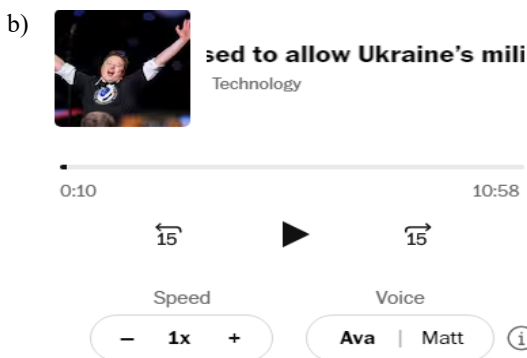 b)
sed to allow Ukraine’s mili
Technology
0:10 10:58
15 15
Speed Voice
– 1x + Ava | Matt i